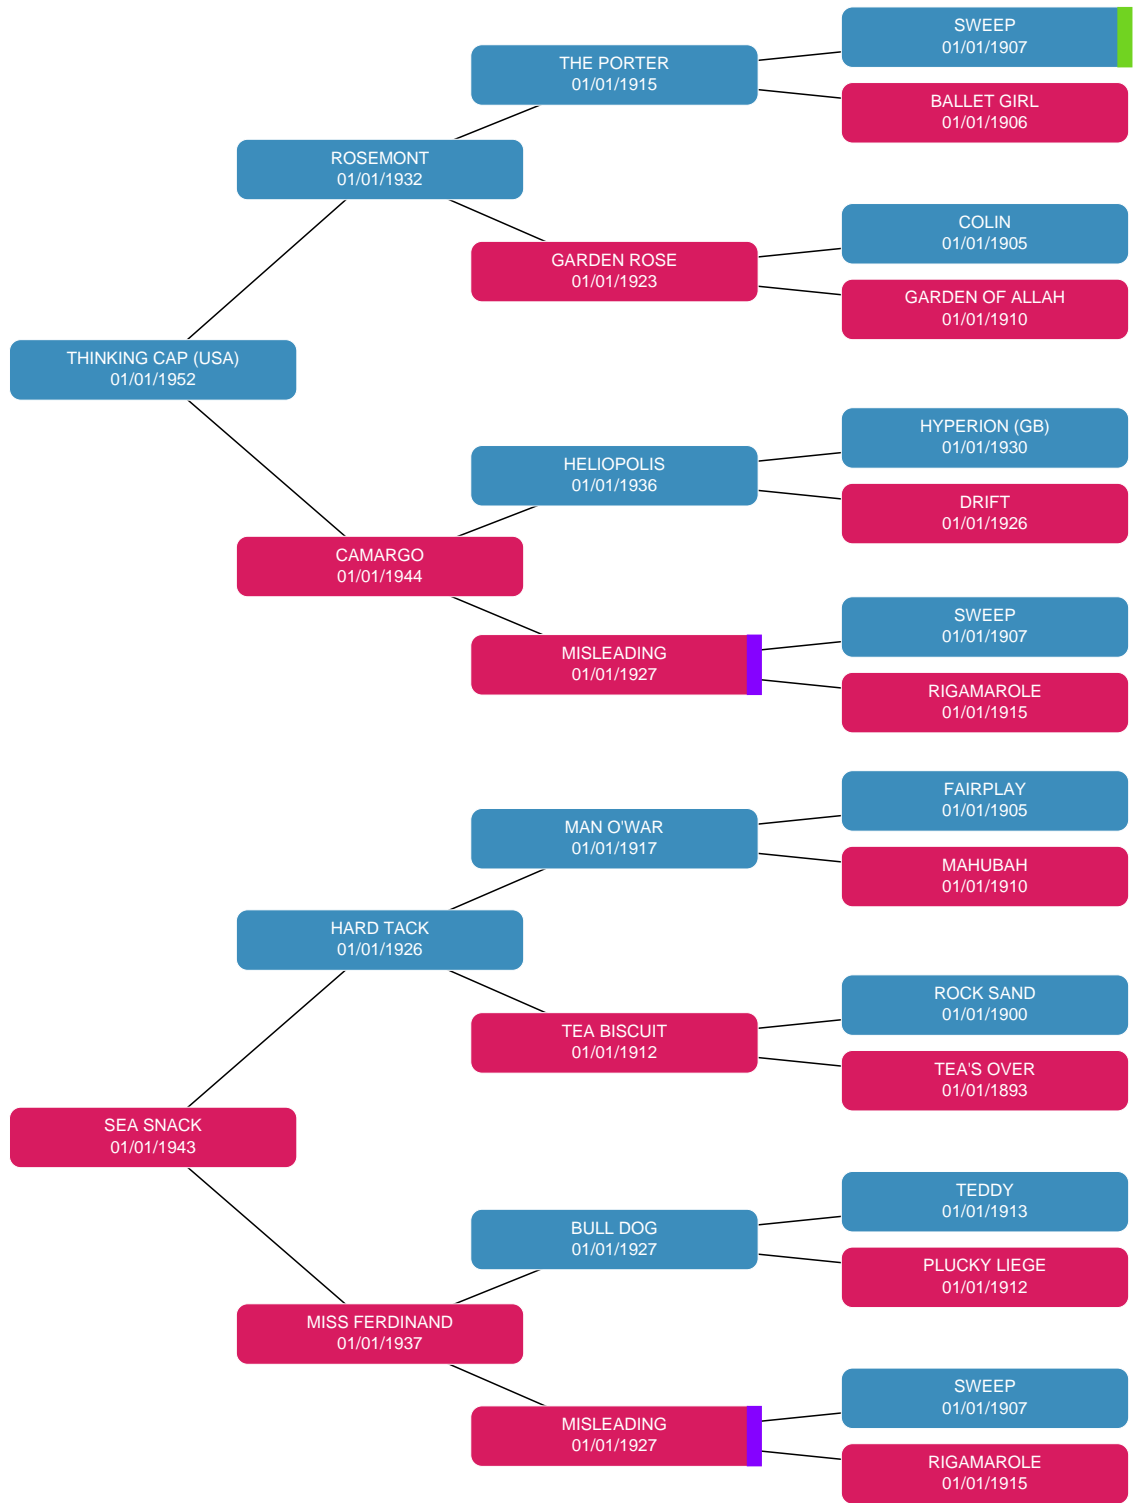 SWEEP
01/01/1907
THE PORTER
01/01/1915
BALLET GIRL
01/01/1906
ROSEMONT
01/01/1932
COLIN
01/01/1905
GARDEN ROSE
01/01/1923
GARDEN OF ALLAH
01/01/1910
THINKING CAP (USA)
01/01/1952
HYPERION (GB)
01/01/1930
HELIOPOLIS
01/01/1936
DRIFT
01/01/1926
CAMARGO
01/01/1944
SWEEP
01/01/1907
MISLEADING
01/01/1927
RIGAMAROLE
01/01/1915
FAIRPLAY
01/01/1905
MAN O'WAR
01/01/1917
MAHUBAH
01/01/1910
HARD TACK
01/01/1926
ROCK SAND
01/01/1900
TEA BISCUIT
01/01/1912
TEA'S OVER
01/01/1893
SEA SNACK
01/01/1943
TEDDY
01/01/1913
BULL DOG
01/01/1927
PLUCKY LIEGE
01/01/1912
MISS FERDINAND
01/01/1937
SWEEP
01/01/1907
MISLEADING
01/01/1927
RIGAMAROLE
01/01/1915